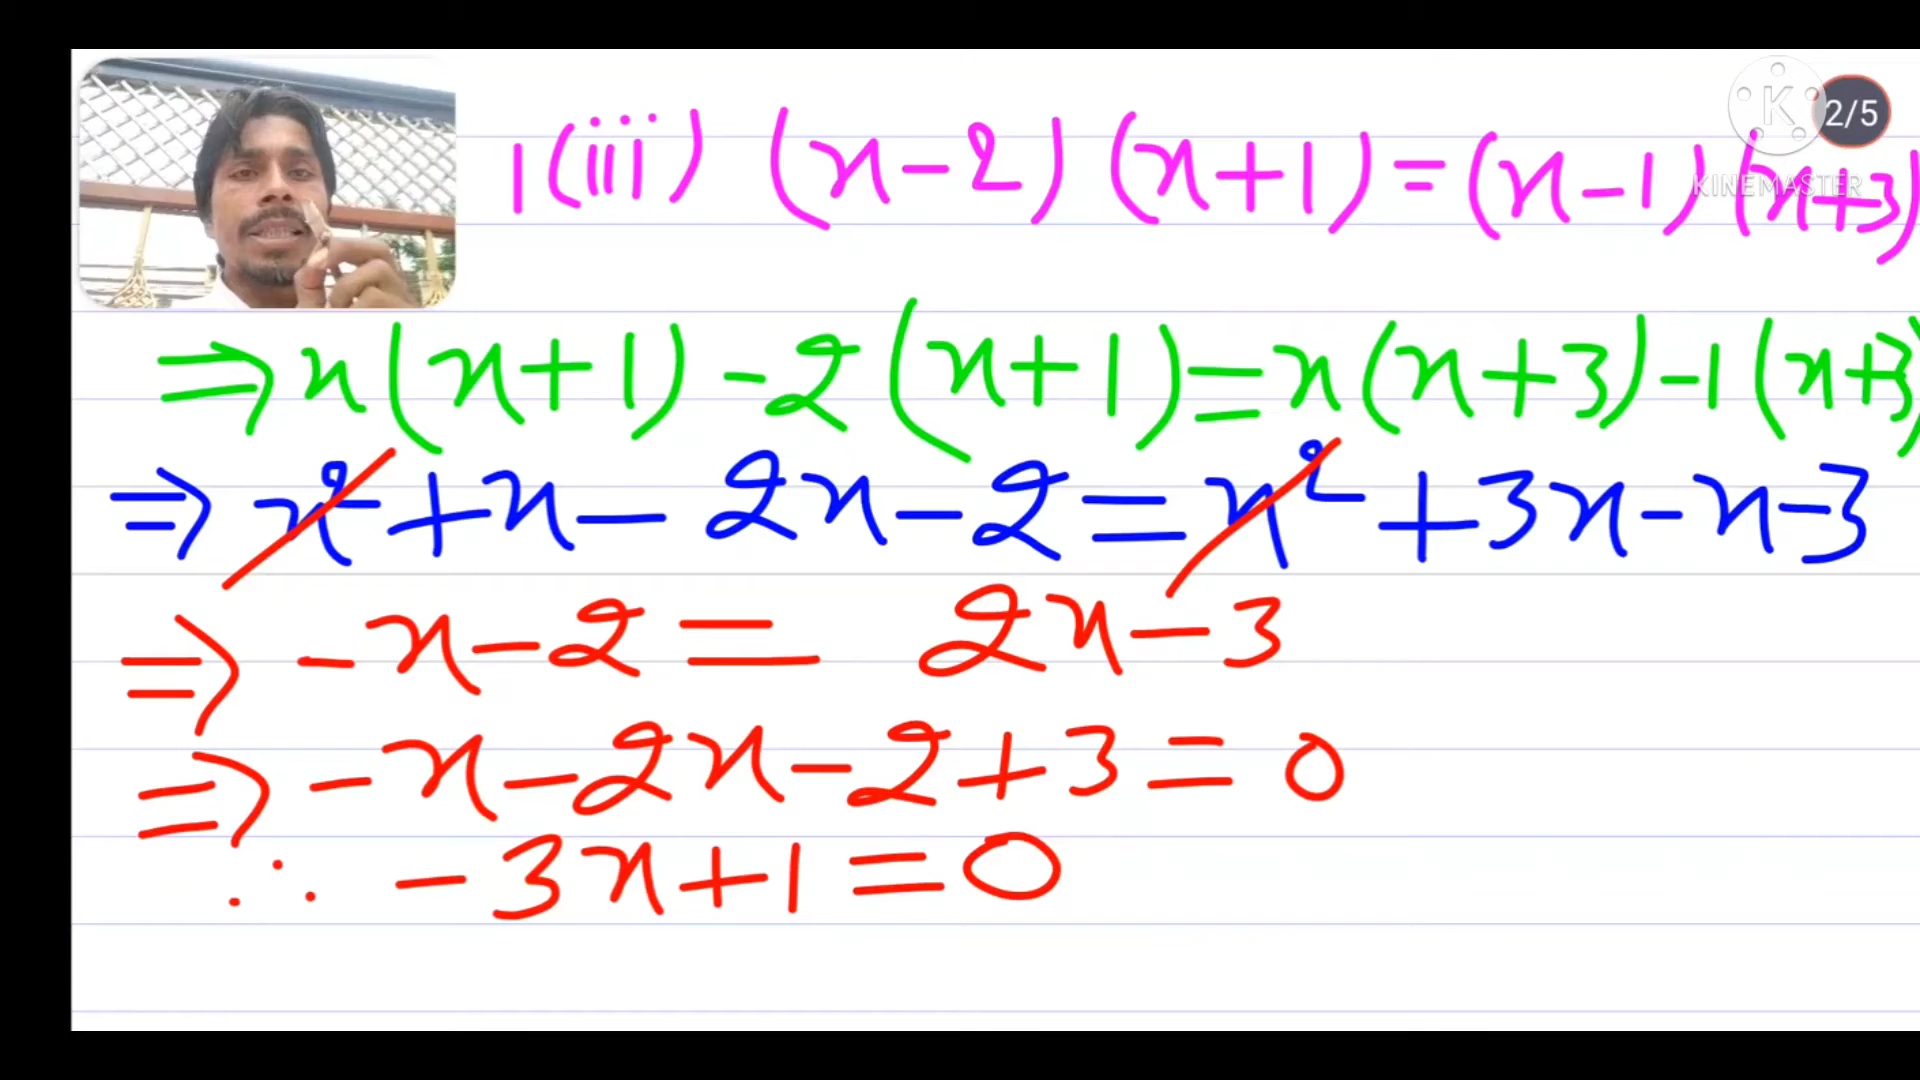 1(iii) (x-2)(x+1)=(x-1)(x+3)
2/5
KINEMASTER
⇒x(x+1)-2(x+1)=x(x+3)-1(x+3)
⇒x²+x-2x-2=x²+3x-x-3
⇒-x-2=2x-3
⇒-x-2x-2+3=0
∴ -3x+1=0